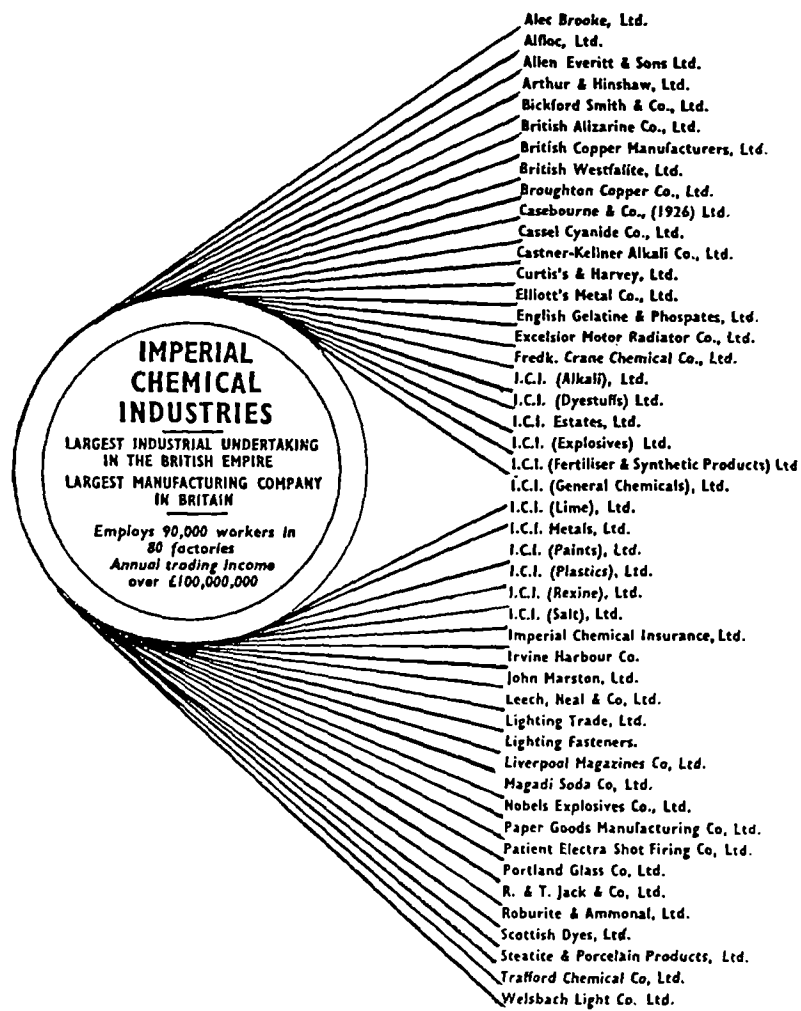 Alec Brooke, Ltd.
Alfloc, Ltd.
Allen Everitt & Sons Ltd.
Arthur & Hinshaw, Ltd.
Bickford Smith & Co., Ltd.
British Alizarine Co., Ltd.
British Copper Manufacturers, Ltd.
British Westfalite, Ltd.
Broughton Copper Co., Ltd.
Casebourne & Co., (1926) Ltd.
Cassel Cyanide Co., Ltd.
Castner-Kellner Alkali Co., Ltd.
Curtis's & Harvey, Ltd.
Elliott's Metal Co., Ltd.
English Gelatine & Phospates, Ltd.
Excelsior Motor Radiator Co., Ltd.
Fredk. Crane Chemical Co., Ltd.
I.C.I. (Alkali), Ltd.
I.C.I. (Dyestuffs) Ltd.
I.C.I. Estates, Ltd.
I.C.I. (Explosives) Ltd.
I.C.I. (Fertiliser & Synthetic Products) Ltd
I.C.I. (General Chemicals), Ltd.
I.C.I. (Lime), Ltd.
I.C.I. Metals, Ltd.
I.C.I. (Paints), Ltd.
I.C.I. (Plastics), Ltd.
I.C.I. (Rexine), Ltd.
I.C.I. (Salt), Ltd.
Imperial Chemical Insurance, Ltd.
Irvine Harbour Co.
John Marston, Ltd.
Leech, Neal & Co, Ltd.
Lighting Trade, Ltd.
Lighting Fasteners.
Liverpool Magazines Co, Ltd.
Magadi Soda Co, Ltd.
Nobels Explosives Co., Ltd.
Paper Goods Manufacturing Co, Ltd.
Patient Electra Shot Firing Co, Ltd.
Portland Glass Co, Ltd.
R. & T. Jack & Co, Ltd.
Roburite & Ammonal, Ltd.
Scottish Dyes, Ltd.
Steatite & Porcelain Products, Ltd.
Trafford Chemical Co, Ltd.
Welsbach Light Co. Ltd.
IMPERIAL
CHEMICAL
INDUSTRIES
LARGEST INDUSTRIAL UNDERTAKING
IN THE BRITISH EMPIRE
LARGEST MANUFACTURING COMPANY
IN BRITAIN
Employs 90,000 workers in
80 factories
Annual trading income
over £100,000,000